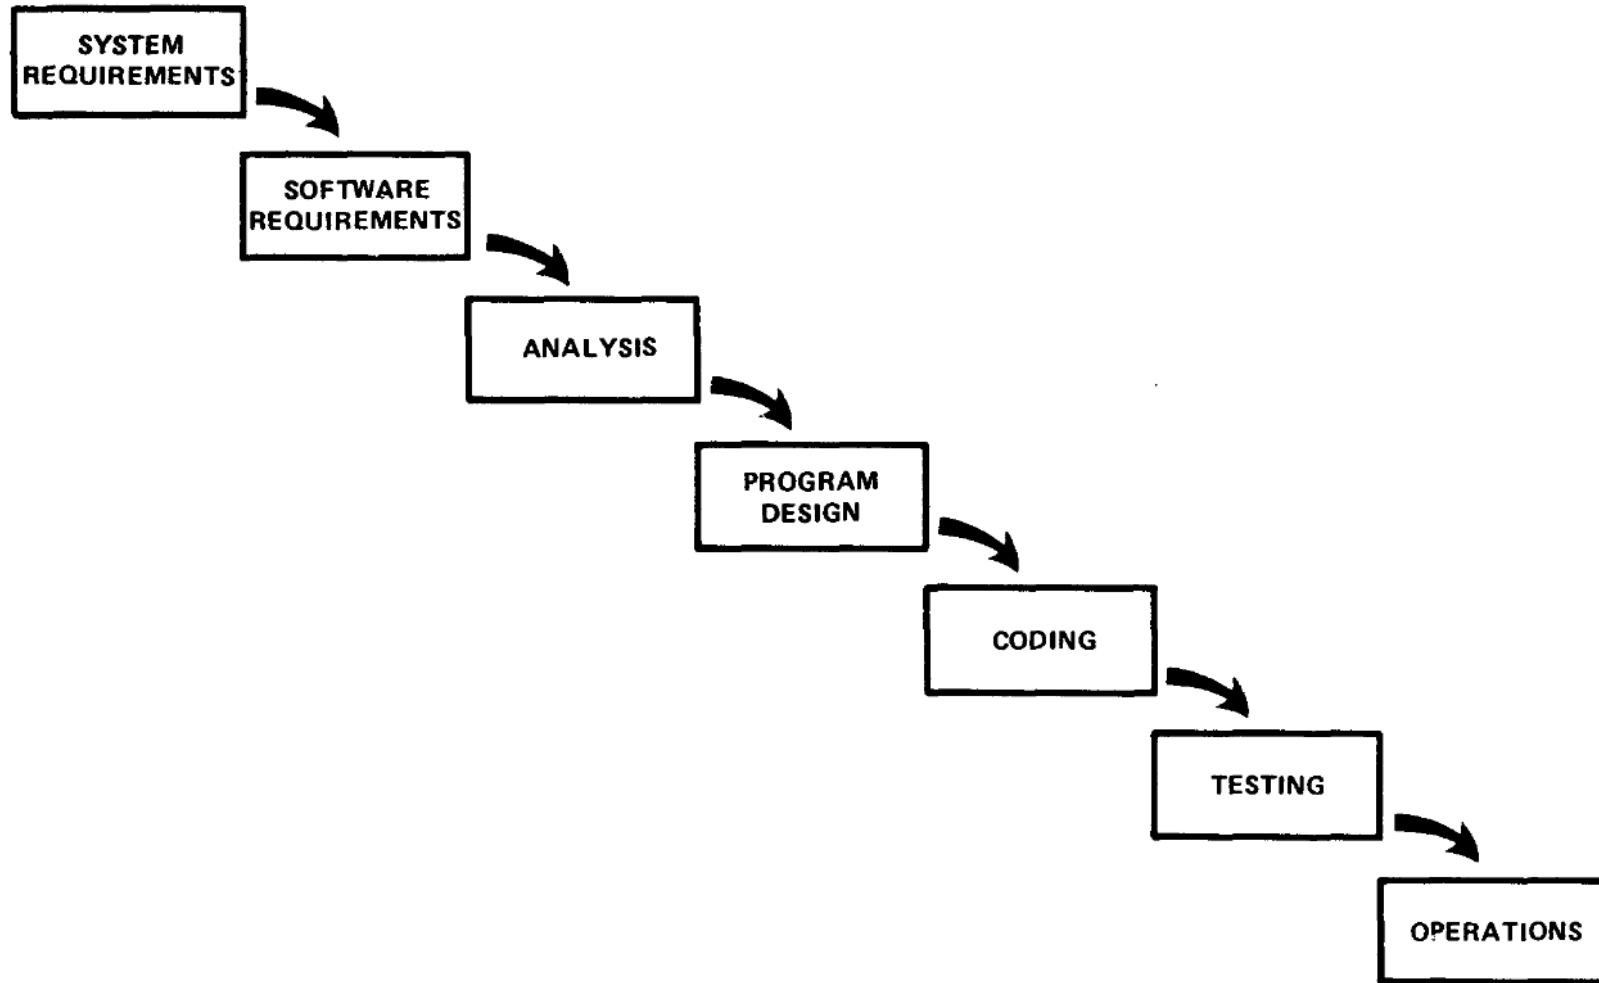 SYSTEM
REQUIREMENTS
SOFTWARE
REQUIREMENTS
ANALYSIS
PROGRAM
DESIGN
CODING
TESTING
OPERATIONS